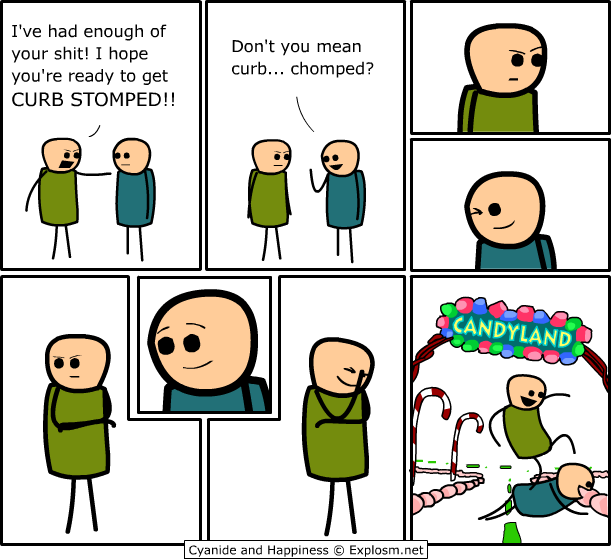 I've had enough of
your shit! I hope
you're ready to get
CURB STOMPED!!
Don't you mean
curb... chomped?
CANDYLAND
Cyanide and Happiness © Explosm.net